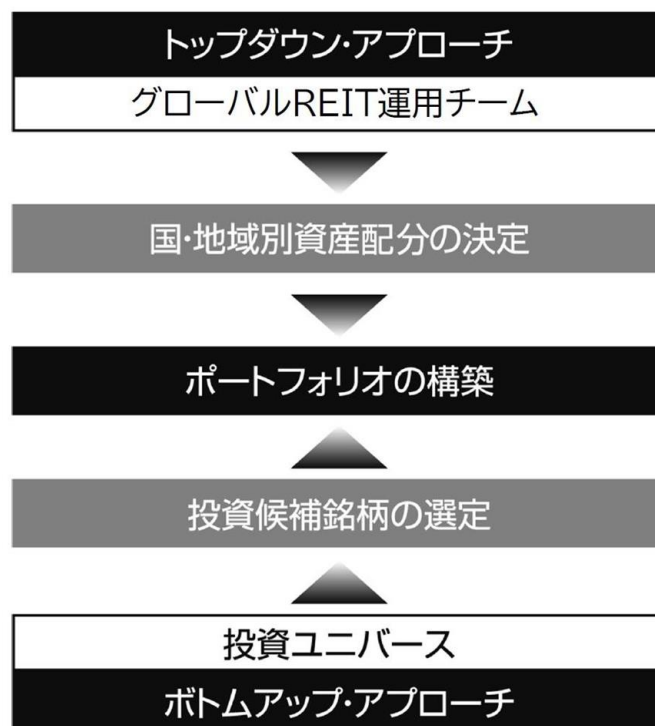 トップダウン・アプローチ
グローバルREIT運用チーム
国・地域別資産配分の決定
ポートフォリオの構築
投資候補銘柄の選定
投資ユニバース
ボトムアップ・アプローチ